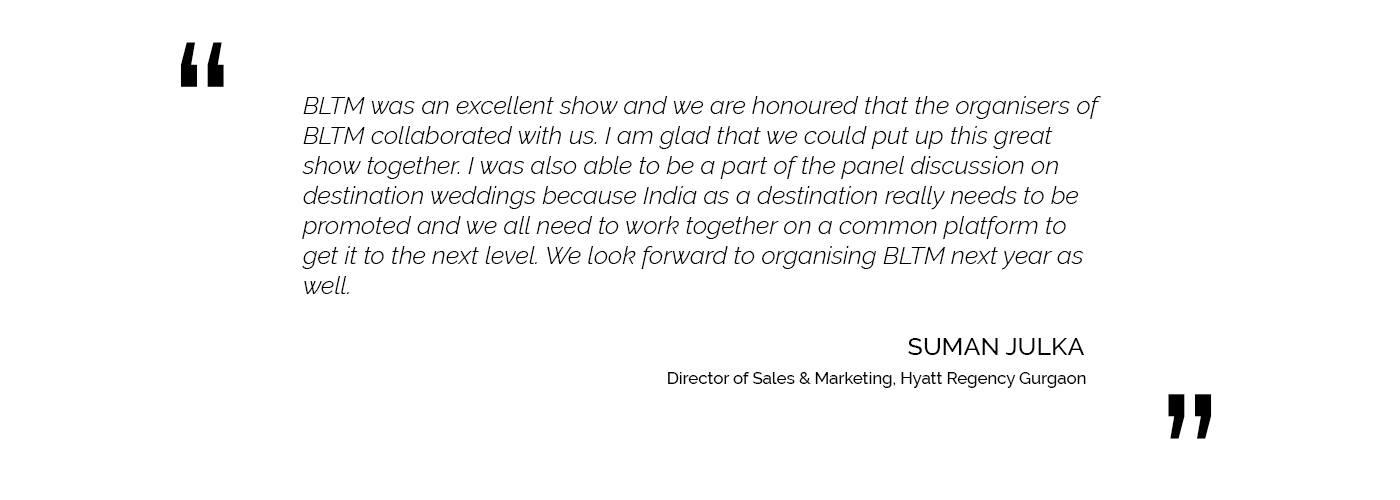 “
BLTM was an excellent show and we are honoured that the organisers of
BLTM collaborated with us. I am glad that we could put up this great
show together. I was also able to be a part of the panel discussion on
destination weddings because India as a destination really needs to be
promoted and we all need to work together on a common platform to
get it to the next level. We look forward to organising BLTM next year as
well.
SUMAN JULKA
Director of Sales & Marketing, Hyatt Regency Gurgaon
”